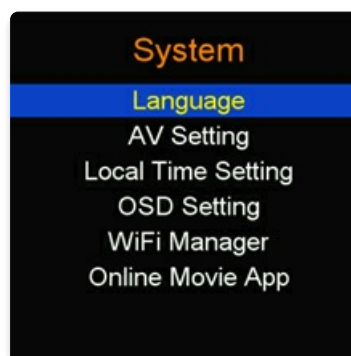 System
Language
AV Setting
Local Time Setting
OSD Setting
WiFi Manager
Online Movie App